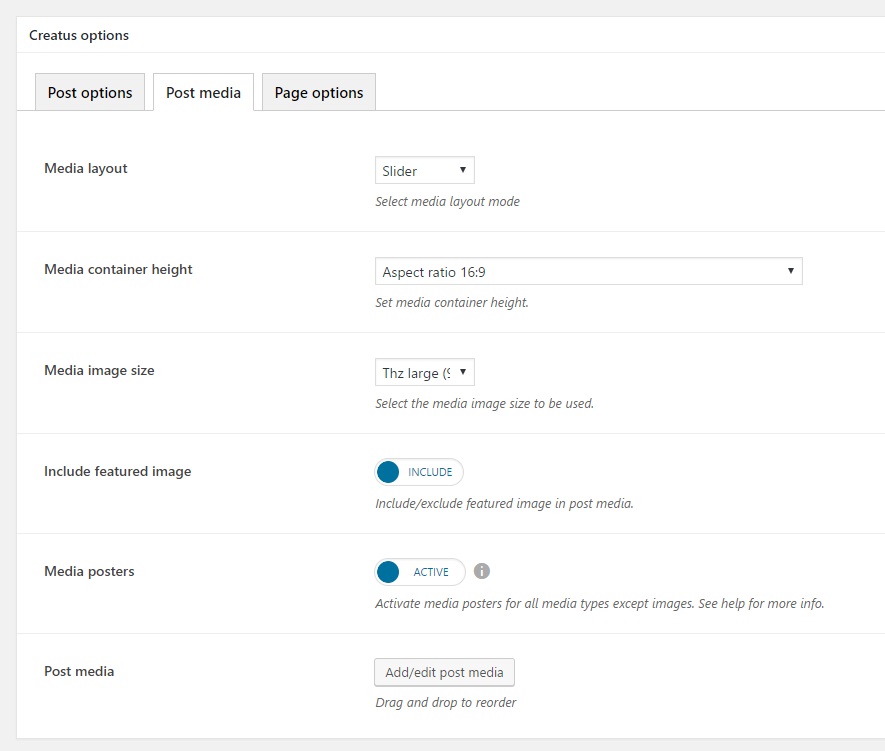 Creatus options
Post options Post media Page options
Media layout Slider
Select media layout mode
Media container height Aspect ratio 16:9
Set media container height.
Media image size Thz large
Select the media image size to be used.
Include featured image INCLUDE
Include/exclude featured image in post media.
Media posters ACTIVE
Activate media posters for all media types except images. See help for more info.
Post media Add/edit post media
Drag and drop to reorder